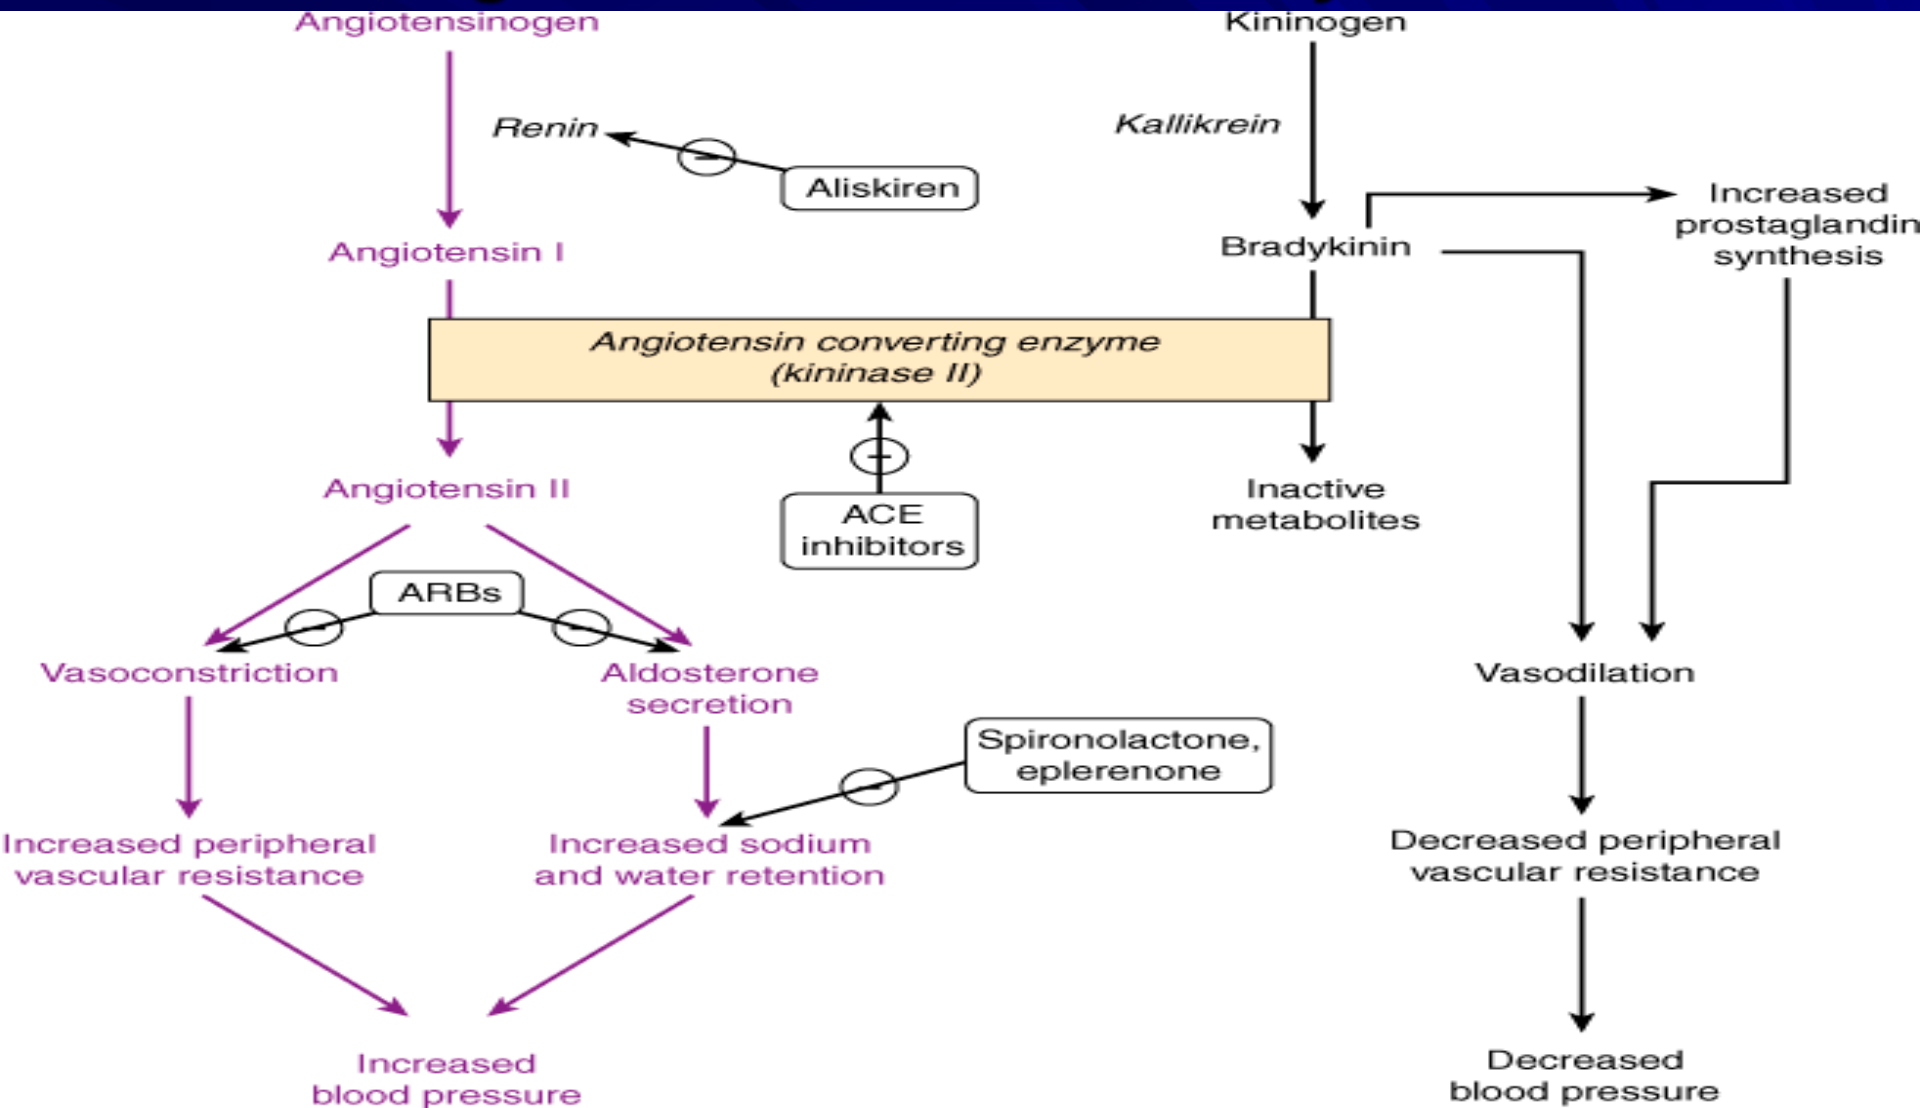 Angiotensinogen
Kininogen
Renin
Kallikrein
Aliskiren
Increased
prostaglandin
synthesis
Angiotensin I
Bradykinin
Angiotensin converting enzyme
(kininase II)
Angiotensin II
ACE
inhibitors
Inactive
metabolites
ARBs
Vasoconstriction
Aldosterone
secretion
Vasodilation
Spironolactone,
eplerenone
Increased peripheral
vascular resistance
Increased sodium
and water retention
Decreased peripheral
vascular resistance
Increased
blood pressure
Decreased
blood pressure